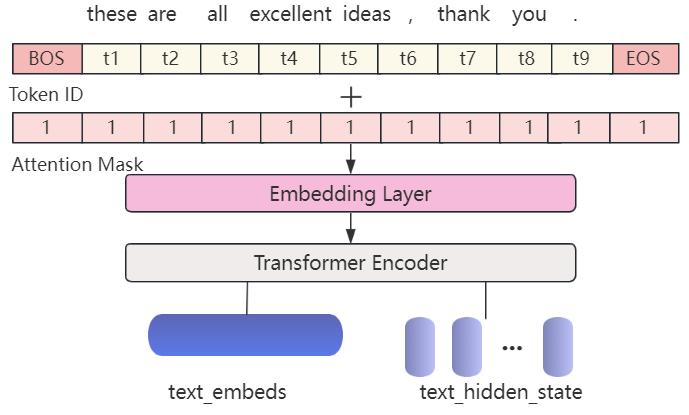 these are all excellent ideas , thank you .
BOS t1 t2 t3 t4 t5 t6 t7 t8 t9 EOS
Token ID
+
1 1 1 1 1 1 1 1 1 1 1
Attention Mask
Embedding Layer
Transformer Encoder
...
text_embeds text_hidden_state